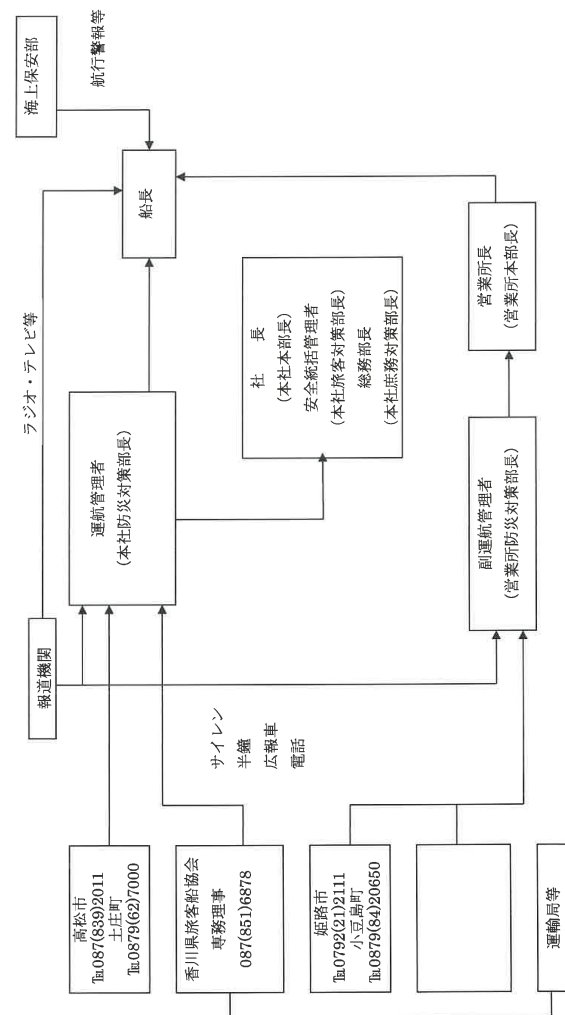 海上保安部
航行警報等
ラジオ・テレビ等
船長
報道機関
運航管理者
(本社防災対策部長)
社　長
(本社本部長)
安全統括管理者
(本社旅客対策部長)
総務部長
(本社庶務対策部長)
営業所長
(営業所本部長)
副運航管理者
(営業所防災対策部長)
サイレン
半鐘
広報車
電話
高松市
℡087(839)2011
土庄町
℡0879(62)7000
香川県旅客船協会
専務理事
087(851)6878
姫路市
℡0792(21)2111
小豆島町
℡0879(84)20650
運輸局等